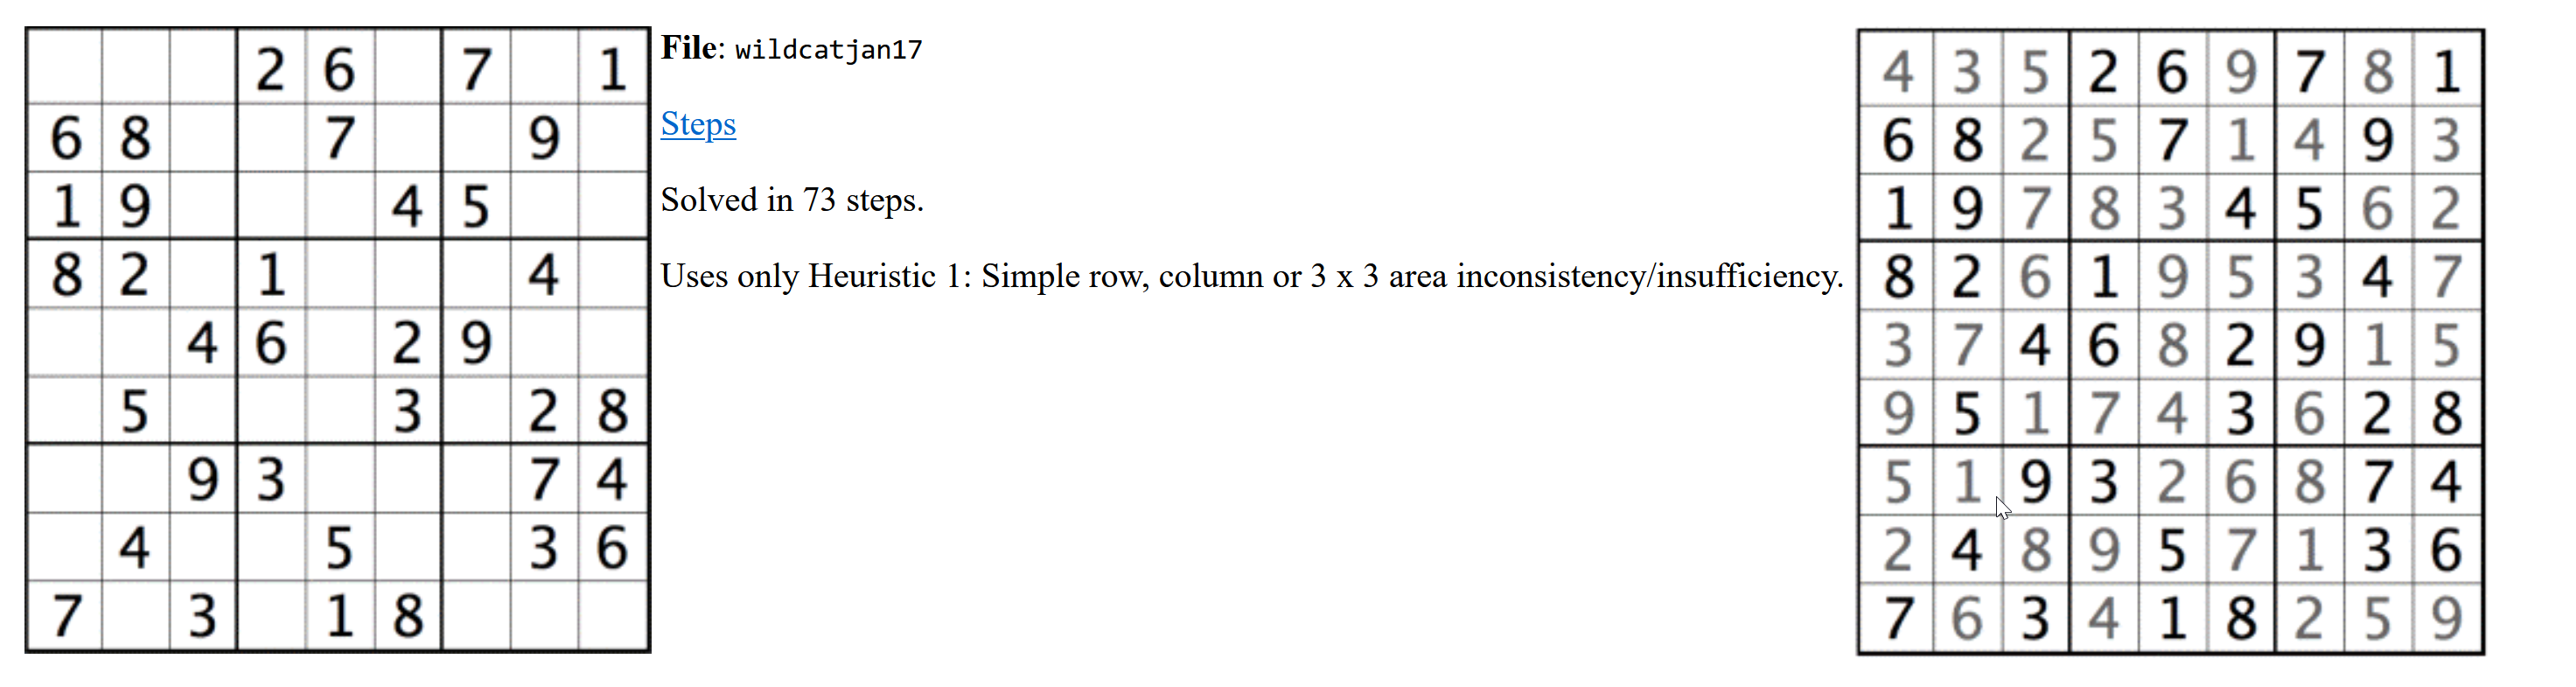 2 6 7 1
6 8 7 9
1 9 4 5
8 2 1 4
4 6 2 9
5 3 2 8
9 3 7 4
4 5 3 6
7 3 1 8
File: wildcatjan17
Steps
Solved in 73 steps.
Uses only Heuristic 1: Simple row, column or 3 x 3 area inconsistency/insufficiency.
4 3 5 2 6 9 7 8 1
6 8 2 5 7 1 4 9 3
1 9 7 8 3 4 5 6 2
8 2 6 1 9 5 3 4 7
3 7 4 6 8 2 9 1 5
9 5 1 7 4 3 6 2 8
5 1 9 3 2 6 8 7 4
2 4 8 9 5 7 1 3 6
7 6 3 4 1 8 2 5 9